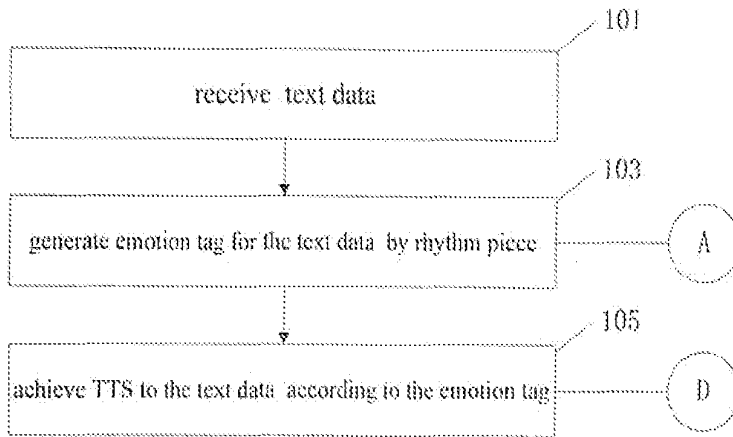 101
receive text data
103
generate emotion tag for the text data by rhythm piece
A
105
achieve TTS to the text data according to the emotion tag
D